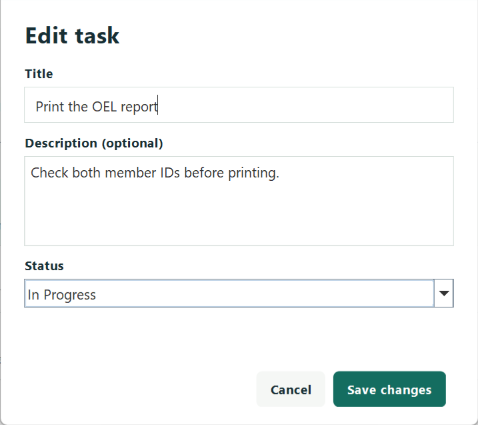 Edit task
Title
Print the OEL report
Description (optional)
Check both member IDs before printing.
Status
In Progress
Cancel
Save changes